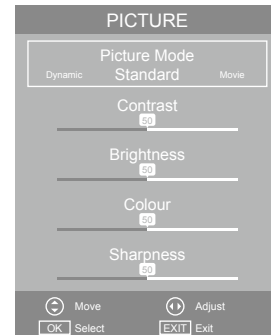 PICTURE
Picture Mode
Dynamic Standard Movie
Contrast
50
Brightness
50
Colour
50
Sharpness
50
Move Adjust
OK Select EXIT Exit